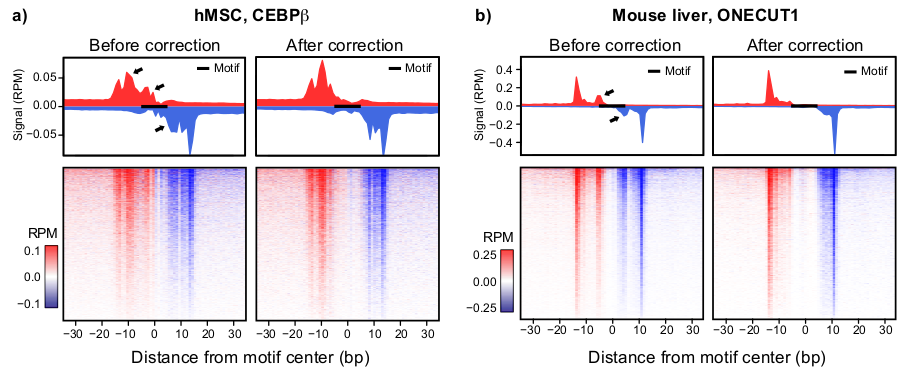 a) hMSC, CEBPβ
Before correction After correction
Signal (RPM)
0.05
0.00
−0.05
Motif
Motif
RPM
0.1
0.0
−0.1
−30 −20 −10 0 10 20 30
−30 −20 −10 0 10 20 30
Distance from motif center (bp)
b) Mouse liver, ONECUT1
Before correction After correction
Signal (RPM)
0.4
0.2
0.0
−0.2
−0.4
Motif
Motif
RPM
0.25
0.00
−0.25
−30 −20 −10 0 10 20 30
−30 −20 −10 0 10 20 30
Distance from motif center (bp)